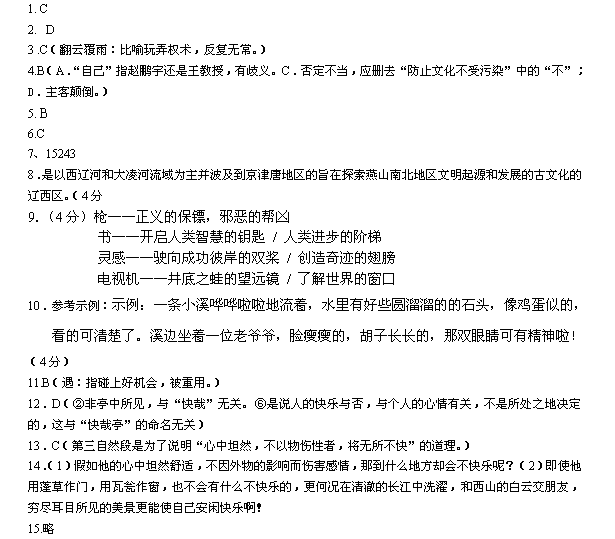 1. C
2. D
3 .C（翻云覆雨：比喻玩弄权术，反复无常。）
4.B（ A ．“自己”指赵鹏宇还是王教授，有歧义。C ．否定不当，应删去“防止文化不受污染”中的“不”；
D ．主客颠倒。）
5. B
6.C
7、15243
8 ．是以西辽河和大凌河流域为主并波及到京津唐地区的旨在探索燕山南北地区文明起源和发展的古文化的
辽西区。（ 4 分
9．（ 4 分）枪——正义的保镖，邪恶的帮凶
书——开启人类智慧的钥匙 / 人类进步的阶梯
灵感——驶向成功彼岸的双桨 / 创造奇迹的翅膀
电视机——井底之蛙的望远镜 / 了解世界的窗口
10．参考示例：示例：一条小溪哗哗啦啦地流着，水里有好些圆溜溜的的石头，像鸡蛋似的，
看的可清楚了。溪边坐着一位老爷爷，脸瘦瘦的，胡子长长的，那双眼睛可有精神啦！
（ 4 分）
11B（ 遇：指碰上好机会，被重用。）
12．D（ ②非亭中所见，与“快哉”无关。⑥是说人的快乐与否，与个人的心情有关，不是所处之地决定
的，这与“快哉亭”的命名无关）
13．C（ 第三自然段是为了说明“心中坦然，不以物伤性者，将无所不快”的道理。）
14.（ 1）假如他的心中坦然舒适，不因外物的影响而伤害感情，那到什么地方却会不快乐呢？（ 2）即使他
用蓬草作门，用瓦瓮作窗，也不会有什么不快乐的，更何况在清澈的长江中洗濯，和西山的白云交朋友，
穷尽耳目所见的美景更能使自己安闲快乐啊！
15.略